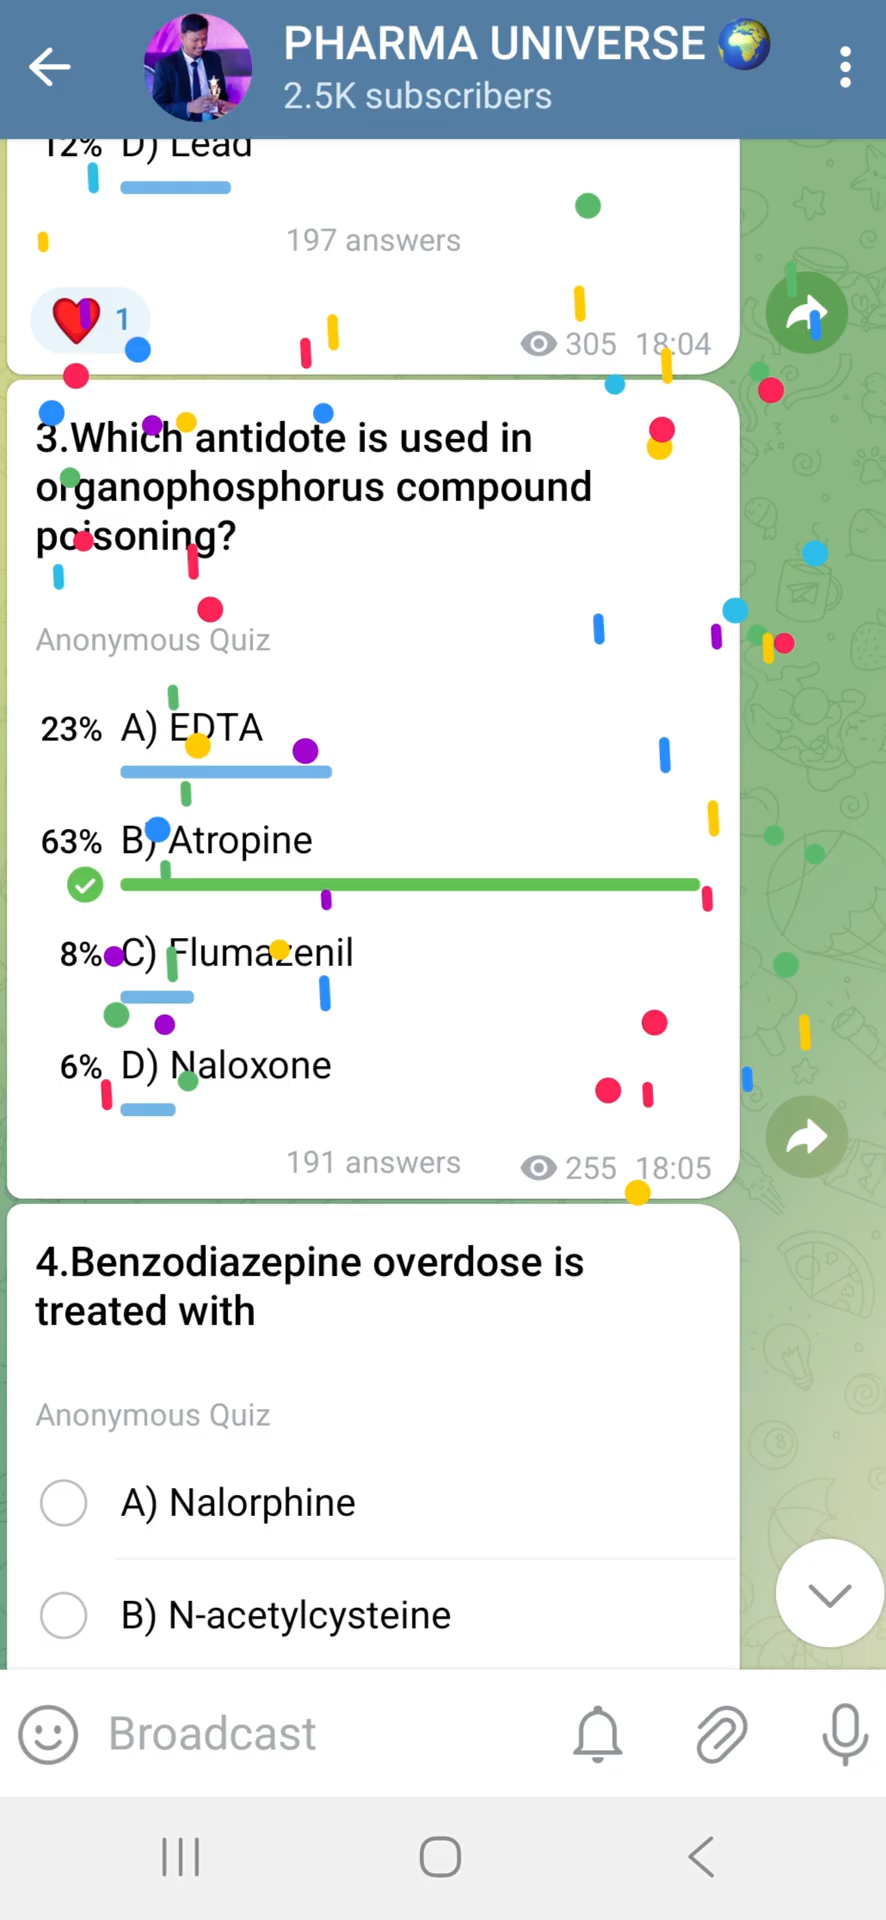 PHARMA UNIVERSE
2.5K subscribers
12% D) Lead
197 answers
1
305 18:04
3.Which antidote is used in
organophosphorus compound
poisoning?
Anonymous Quiz
23% A) EDTA
63% B) Atropine
8% C) Flumazenil
6% D) Naloxone
191 answers 255 18:05
4.Benzodiazepine overdose is
treated with
Anonymous Quiz
A) Nalorphine
B) N-acetylcysteine
Broadcast